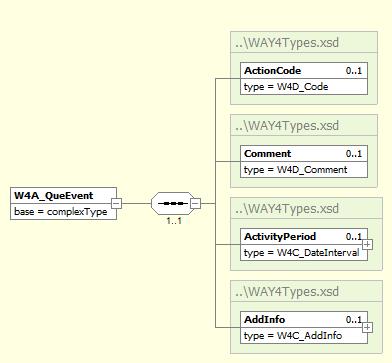 ..\WAY4Types.xsd
ActionCode 0..1
type = W4D_Code
..\WAY4Types.xsd
Comment 0..1
type = W4D_Comment
W4A_QueEvent
base = complexType
1..1
..\WAY4Types.xsd
ActivityPeriod 0..1
type = W4C_DateInterval
..\WAY4Types.xsd
AddInfo 0..1
type = W4C_AddInfo